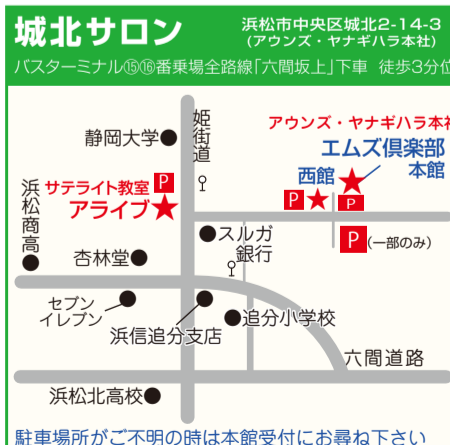 城北サロン
浜松市中央区城北2-14-3
(アウンズ・ヤナギハラ本社)
バスターミナル⑮⑯番乗場全路線「六間坂上」下車 徒歩3分位
姫街道
静岡大学
アウンズ・ヤナギハラ本社
エムズ倶楽部
本館
西館
P
P
P
(一部のみ)
サテライト教室 P
アライブ
浜松商高
スルガ
銀行
杏林堂
セブン
イレブン
浜信追分支店
追分小学校
六間道路
浜松北高校
駐車場所がご不明の時は本館受付にお尋ね下さい